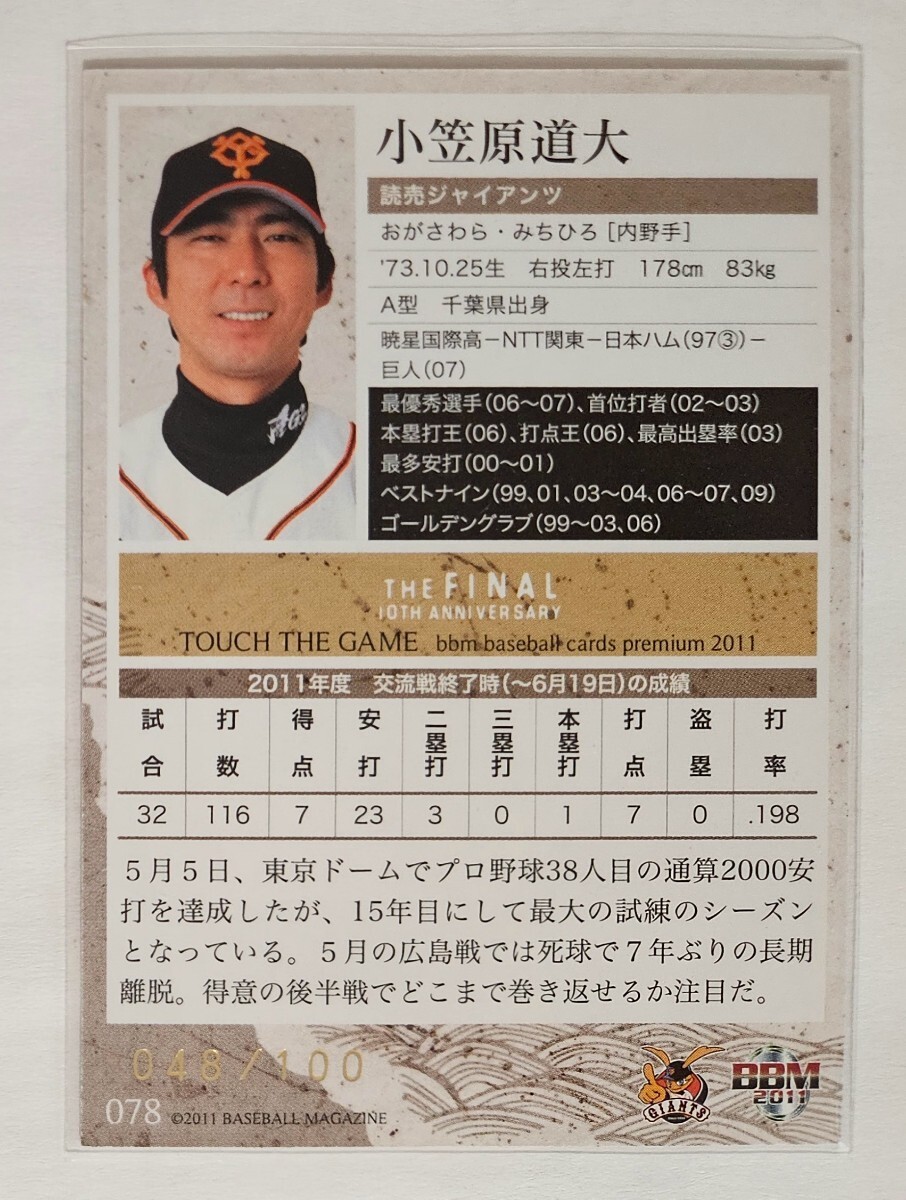 小笠原道大
読売ジャイアンツ
おがさわら・みちひろ［内野手］
'73.10.25生　右投左打　178㎝　83kg
A型　千葉県出身
暁星国際高－NTT関東－日本ハム(97③)－
巨人(07)
最優秀選手(06〜07)、首位打者(02〜03)
本塁打王(06)、打点王(06)、最高出塁率(03)
最多安打(00〜01)
ベストナイン(99、01、03〜04、06〜07、09)
ゴールデングラブ(99〜03、06)
THE FINAL
10TH ANNIVERSARY
TOUCH THE GAME bbm baseball cards premium 2011
2011年度　交流戦終了時(〜6月19日)の成績
試合 打数 得点 安打 二塁打 三塁打 本塁打 打点 盗塁 打率
32 116 7 23 3 0 1 7 0 .198
５月５日、東京ドームでプロ野球38人目の通算2000安
打を達成したが、15年目にして最大の試練のシーズン
となっている。５月の広島戦では死球で７年ぶりの長期
離脱。得意の後半戦でどこまで巻き返せるか注目だ。
048/100
078 ©2011 BASEBALL MAGAZINE
GIANTS
BBM
2011